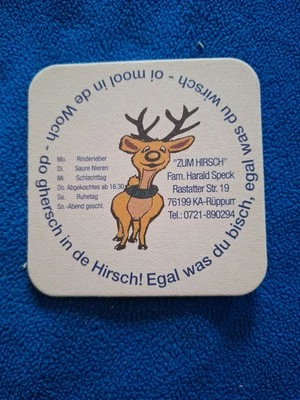 Egal was du bisch, egal was du wirsch - oi mool in de Woch - do ghersch in de Hirsch!
Mo. Rinderleber
Di. Saure Nieren
Mi. Schlachttag
Do. Abgekochtes ab 16.30
Sa. Ruhetag
So.-Abend geschl.
"ZUM HIRSCH"
Fam. Harald Speck
Rastatter Str. 19
76199 KA-Rüppurr
Tel.: 0721-890294